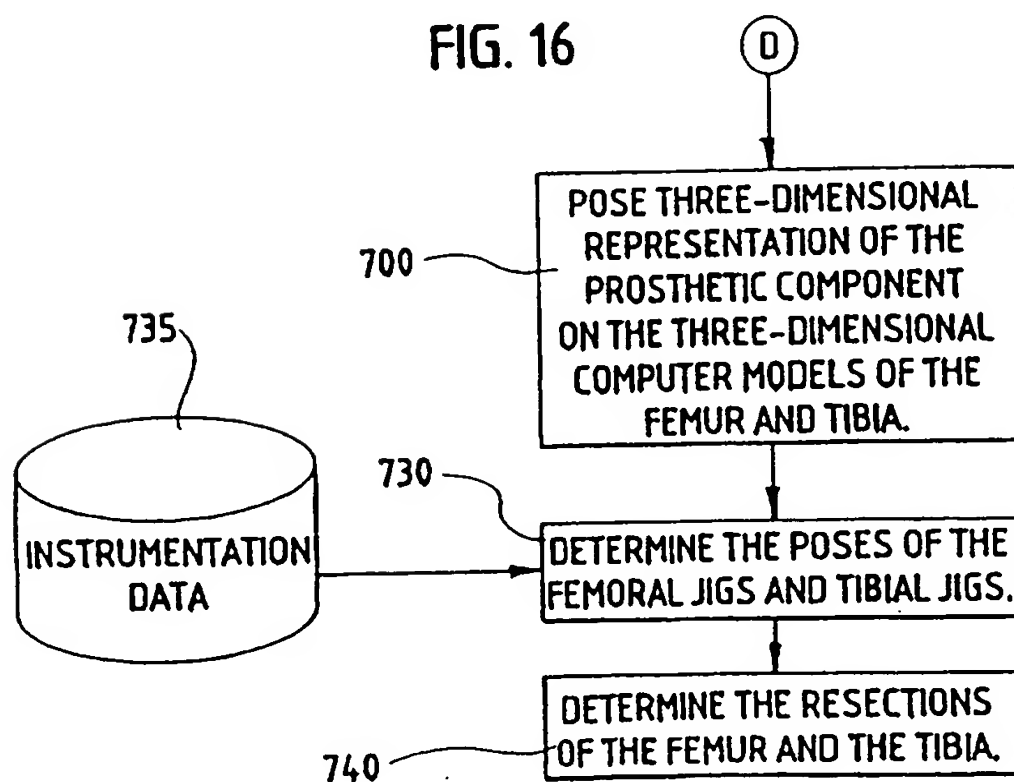 FIG. 16
D
POSE THREE-DIMENSIONAL
REPRESENTATION OF THE
PROSTHETIC COMPONENT
ON THE THREE-DIMENSIONAL
COMPUTER MODELS OF THE
FEMUR AND TIBIA.
700
735
INSTRUMENTATION
DATA
730
DETERMINE THE POSES OF THE
FEMORAL JIGS AND TIBIAL JIGS.
DETERMINE THE RESECTIONS
OF THE FEMUR AND THE TIBIA.
740